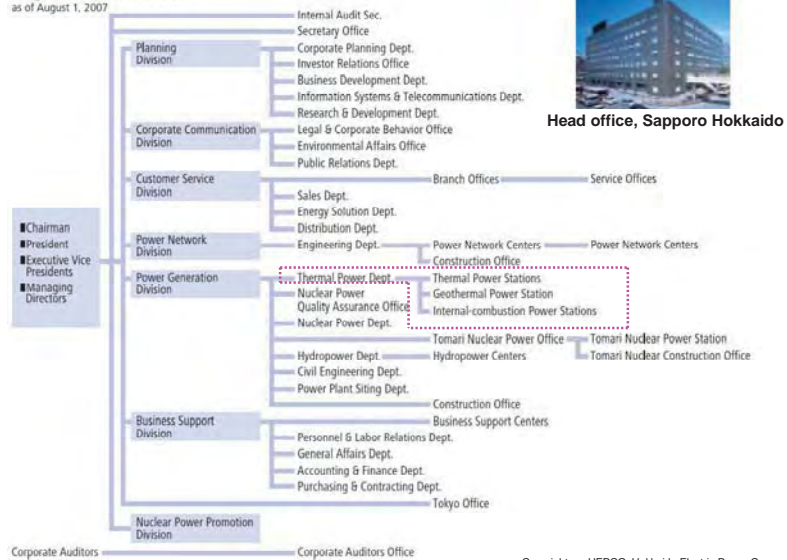 as of August 1, 2007
Internal Audit Sec.
Secretary Office
Planning
Division
Corporate Planning Dept.
Investor Relations Office
Business Development Dept.
Information Systems & Telecommunications Dept.
Research & Development Dept.
Head office, Sapporo Hokkaido
Corporate Communication
Division
Legal & Corporate Behavior Office
Environmental Affairs Office
Public Relations Dept.
Customer Service
Division
Branch Offices
Service Offices
Sales Dept.
Energy Solution Dept.
Distribution Dept.
■Chairman
■President
■Executive Vice
Presidents
■Managing
Directors
Power Network
Division
Engineering Dept.
Power Network Centers
Power Network Centers
Construction Office
Power Generation
Division
Thermal Power Dept.
Thermal Power Stations
Geothermal Power Station
Internal-combustion Power Stations
Nuclear Power
Quality Assurance Office
Nuclear Power Dept.
Tomari Nuclear Power Office
Tomari Nuclear Power Station
Tomari Nuclear Construction Office
Hydropower Dept.
Hydropower Centers
Civil Engineering Dept.
Power Plant Siting Dept.
Construction Office
Business Support
Division
Business Support Centers
Personnel & Labor Relations Dept.
General Affairs Dept.
Accounting & Finance Dept.
Purchasing & Contracting Dept.
Tokyo Office
Nuclear Power Promotion
Division
Corporate Auditors
Corporate Auditors Office